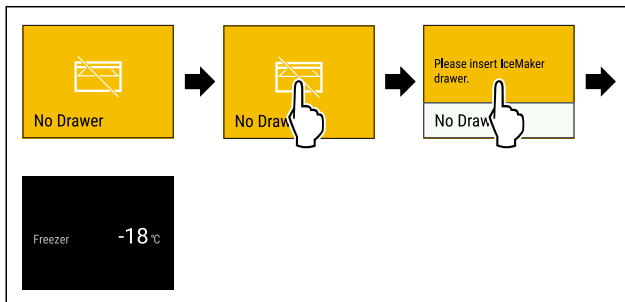 No Drawer
No Draw
Please insert IceMaker
drawer.
No Draw
Freezer -18 °C